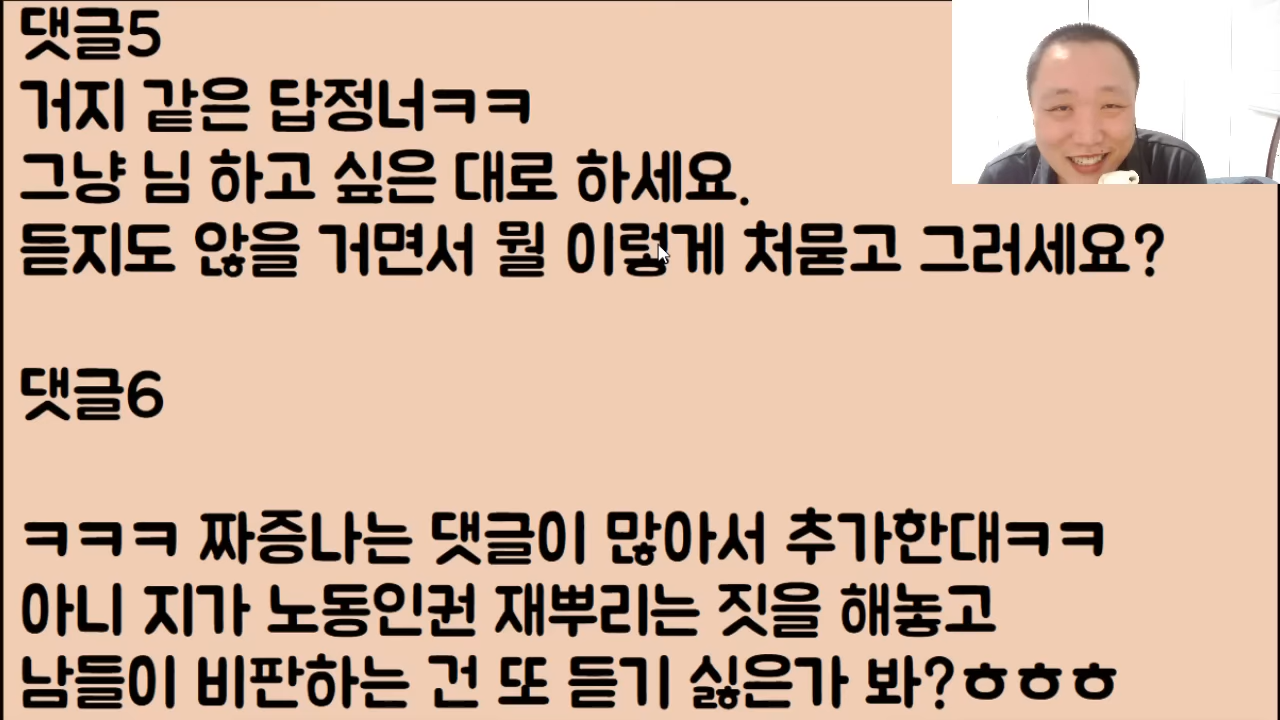 댓글5
거지 같은 답정너ㅋㅋ
그냥 님 하고 싶은 대로 하세요.
듣지도 않을 거면서 뭘 이렇게 처묻고 그러세요?
댓글6
ㅋㅋㅋ 짜증나는 댓글이 많아서 추가한대ㅋㅋ
아니 지가 노동인권 재뿌리는 짓을 해놓고
남들이 비판하는 건 또 듣기 싫은가 봐?ㅎㅎㅎ